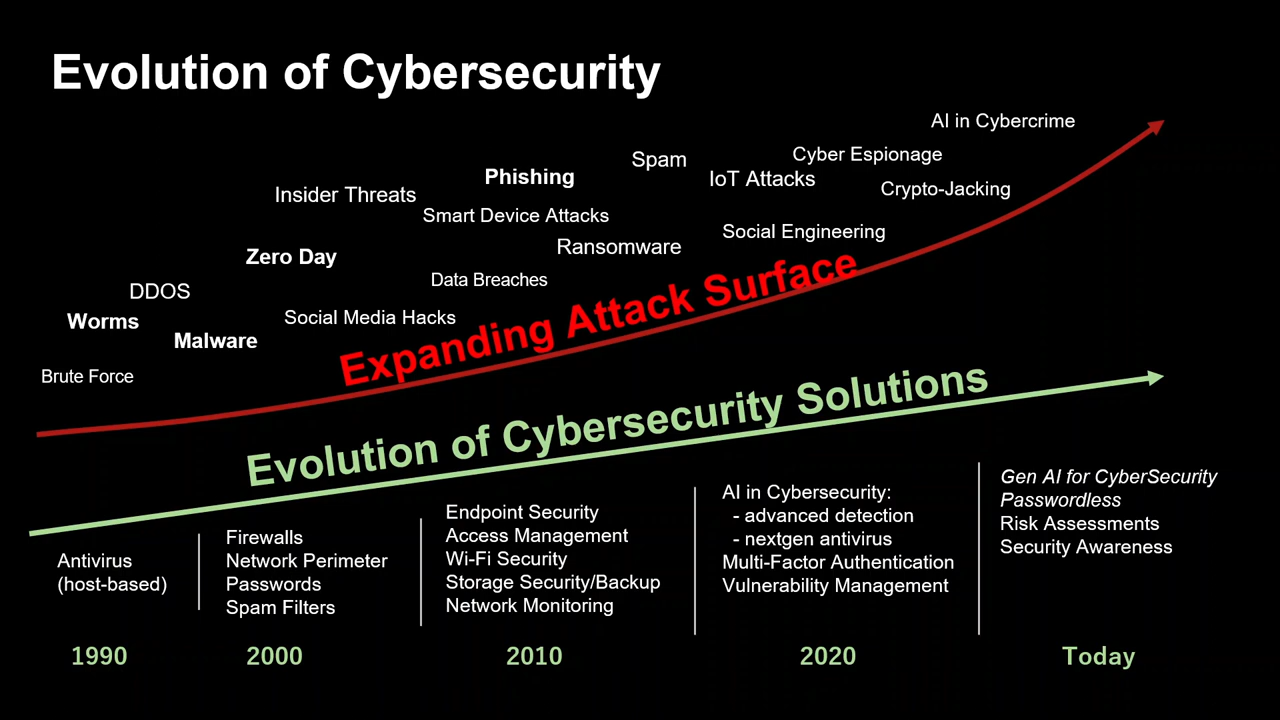 Evolution of Cybersecurity
AI in Cybercrime
Spam
Cyber Espionage
Phishing
IoT Attacks
Crypto-Jacking
Insider Threats
Smart Device Attacks
Social Engineering
Ransomware
Zero Day
Data Breaches
DDOS
Social Media Hacks
Worms
Malware
Brute Force
Expanding Attack Surface
Evolution of Cybersecurity Solutions
Antivirus
(host-based)
Firewalls
Network Perimeter
Passwords
Spam Filters
Endpoint Security
Access Management
Wi-Fi Security
Storage Security/Backup
Network Monitoring
AI in Cybersecurity:
- advanced detection
- nextgen antivirus
Multi-Factor Authentication
Vulnerability Management
Gen AI for CyberSecurity
Passwordless
Risk Assessments
Security Awareness
1990
2000
2010
2020
Today